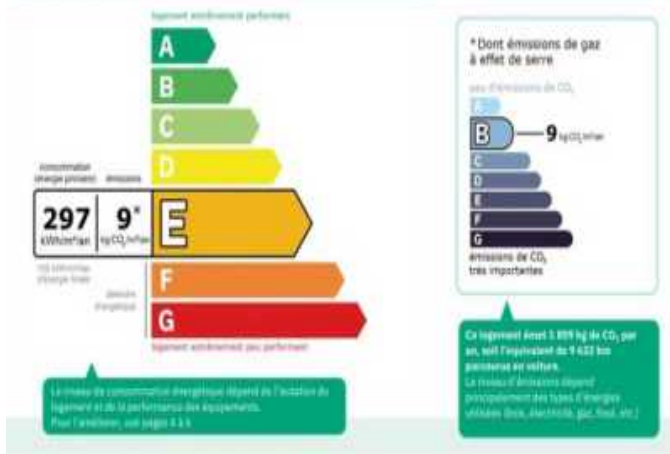 logement extrêmement performant
A
B
C
D
consommation
(énergie primaire)
émissions
297
kWh/m²/an
9*
kg CO₂/m²/an
E
F
G
logement extrêmement peu performant
Le niveau de consommation énergétique dépend de l'isolation du
logement et de la performance des équipements.
Pour l'améliorer, voir pages 4 à 6
*Dont émissions de gaz
à effet de serre
peu d'émissions de CO₂
A
B
9 kg CO₂/m²/an
C
D
E
F
G
émissions de CO₂
très importantes
Ce logement émet kg de CO₂ par
an, soit l'équivalent de km
parcourus en voiture.
Le niveau d'émissions dépend
principalement des types d'énergies
utilisées (bois, électricité, gaz, fioul, etc.)